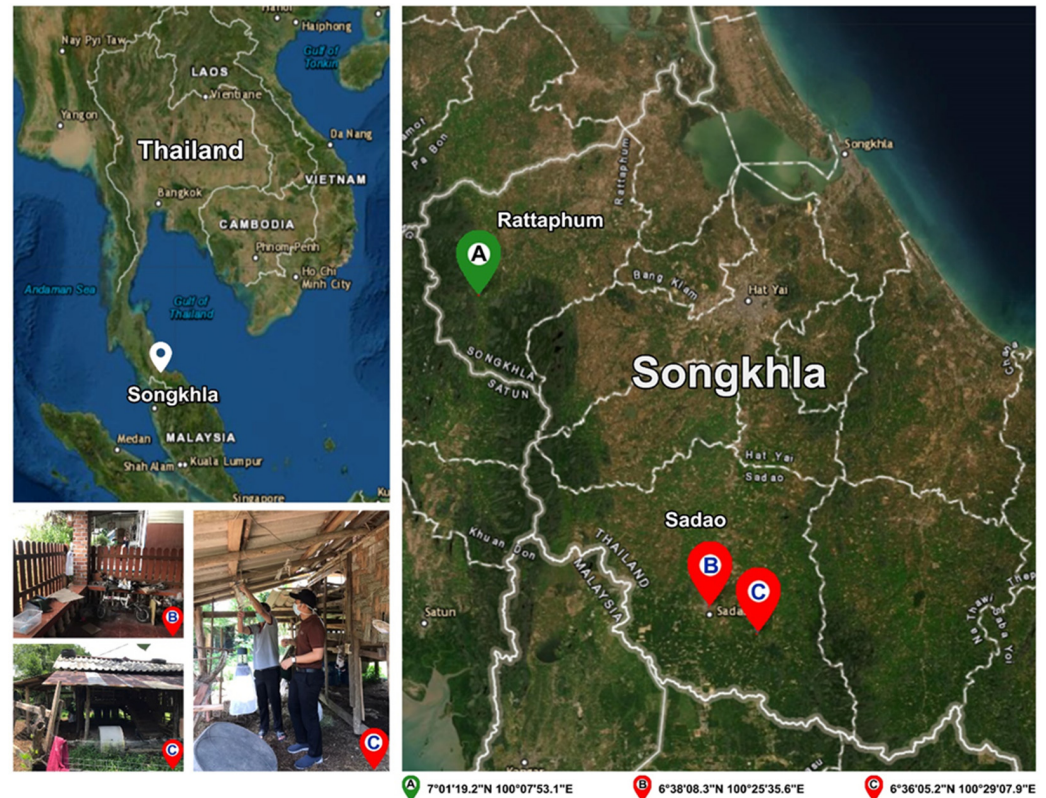 Hanoi
Haiphong
Nay Pyi Taw
Gulf of
Tonkin
LAOS
Vientiane
Yangon
Da Nang
Thailand
VIETNAM
Bangkok
CAMBODIA
Phnom Penh
Ho Chi
Minh City
Andaman Sea
Gulf of
Thailand
Songkhla
Medan
MALAYSIA
Shah Alam
Kuala Lumpur
Singapore
Ku
Pa Bon
Rattaphum
Songkhla
Rattaphum
A
Bang Klam
Hat Yai
SONGKHLA
SATUN
Songkhla
Hat Yai
Sadao
Sadao
Khuan Don
THAILAND
MALAYSIA
B
C
Sada
Satun
Na Thawi
Saba Yoi
B
C
C
A 7°01'19.2"N 100°07'53.1"E
B 6°38'08.3"N 100°25'35.6"E
C 6°36'05.2"N 100°29'07.9"E